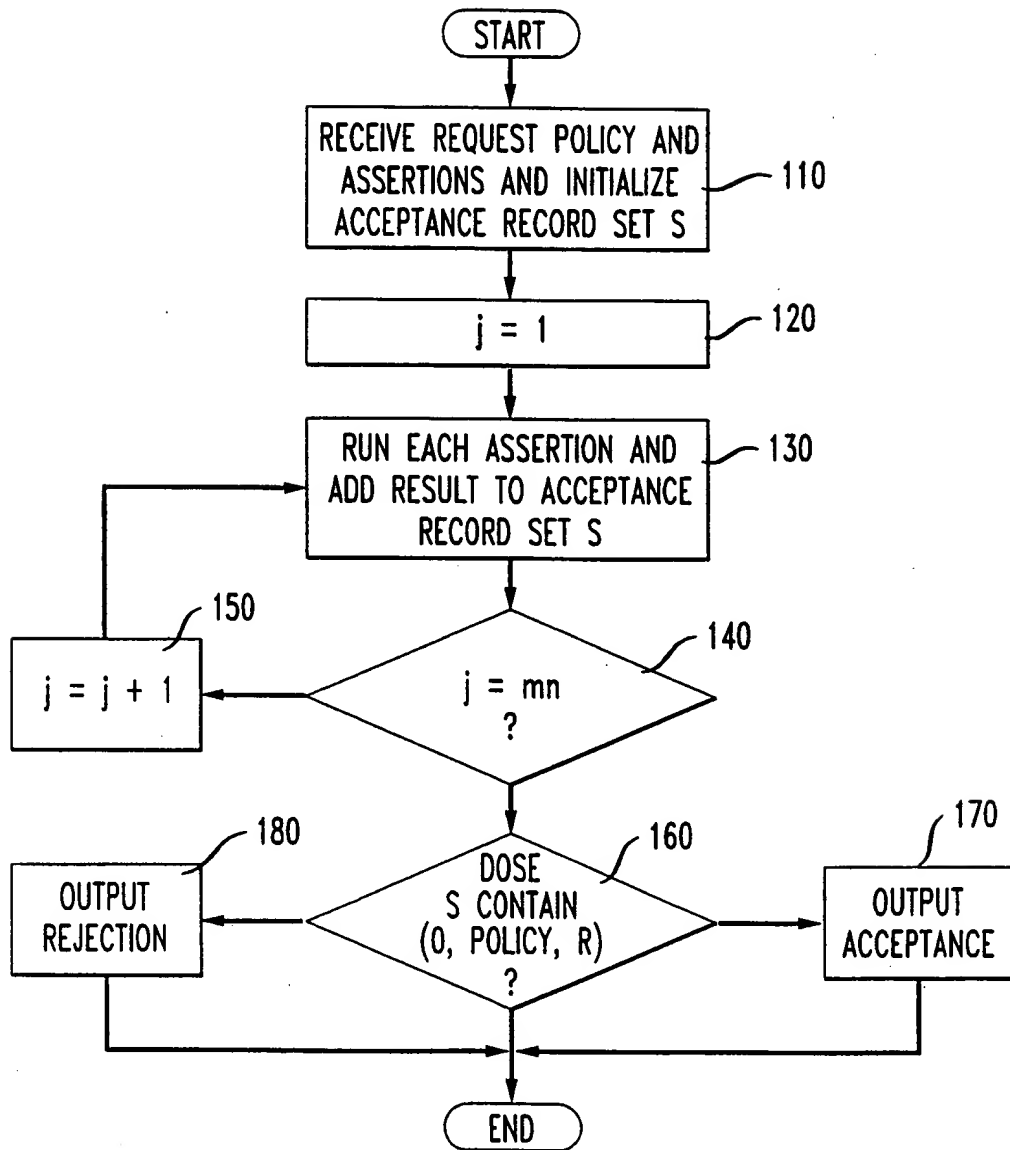 START
RECEIVE REQUEST POLICY AND
ASSERTIONS AND INITIALIZE
ACCEPTANCE RECORD SET S
110
j = 1
120
RUN EACH ASSERTION AND
ADD RESULT TO ACCEPTANCE
RECORD SET S
130
150
j = j + 1
140
j = mn
?
180
OUTPUT
REJECTION
160
DOSE
S CONTAIN
(0, POLICY, R)
?
170
OUTPUT
ACCEPTANCE
END